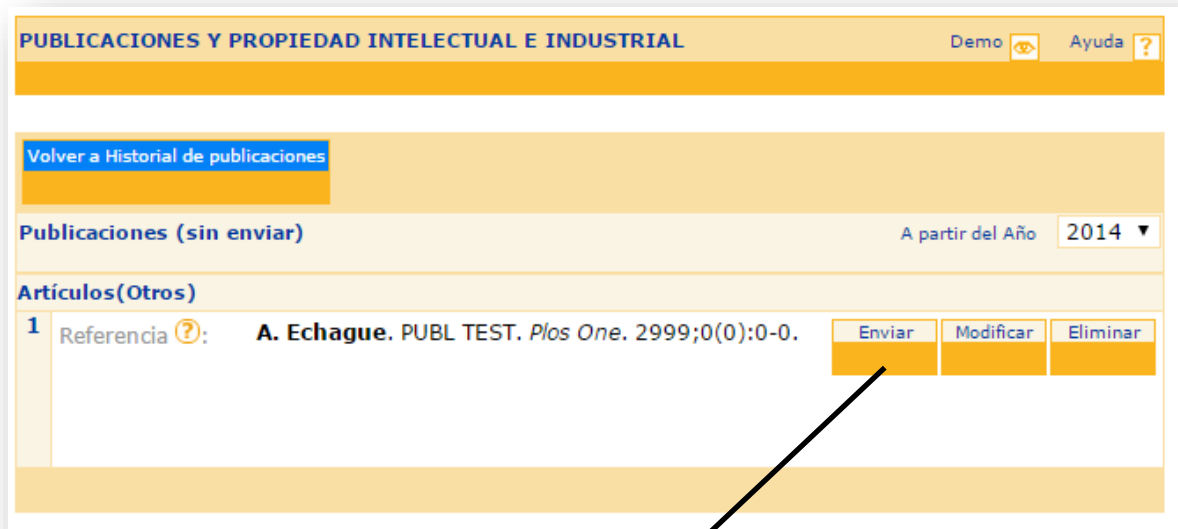 PUBLICACIONES Y PROPIEDAD INTELECTUAL E INDUSTRIAL Demo Ayuda ?
Volver a Historial de publicaciones
Publicaciones (sin enviar) A partir del Año 2014 ▼
Artículos(Otros)
1 Referencia ?: A. Echague. PUBL TEST. Plos One. 2999;0(0):0-0. Enviar Modificar Eliminar